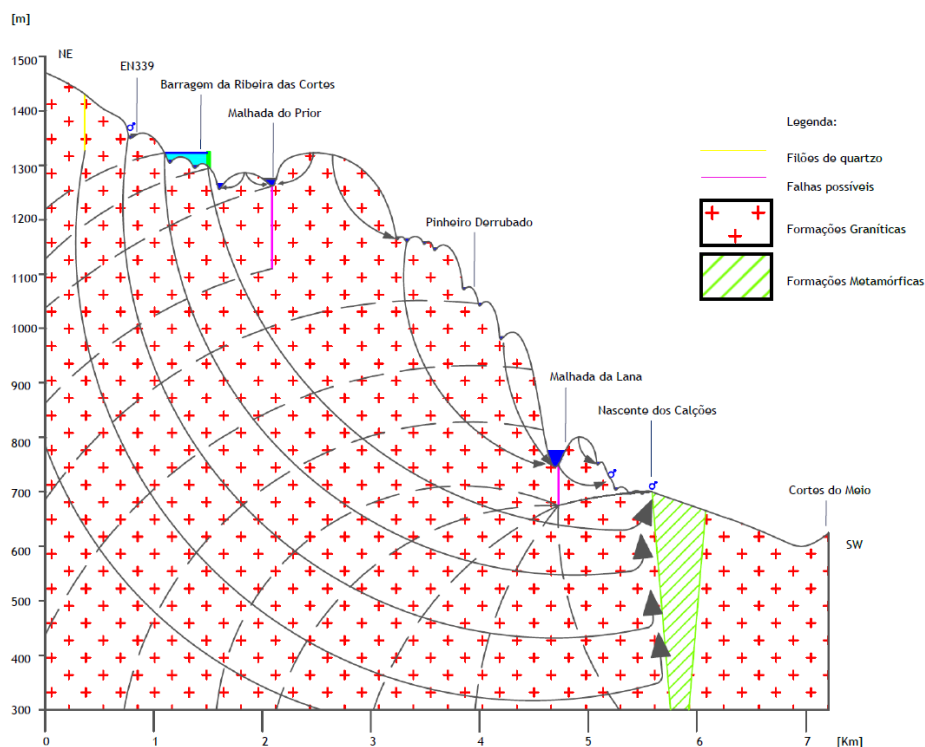 [m]
NE
EN339
Barragem da Ribeira das Cortes
Malhada do Prior
Pinheiro Derrubado
Malhada da Lana
Nascente dos Calções
Cortes do Meio
SW
Legenda:
Filões de quartzo
Falhas possíveis
Formações Graníticas
Formações Metamórficas
1500
1400
1300
1200
1100
1000
900
800
700
600
500
400
300
0 1 2 3 4 5 6 7 [Km]